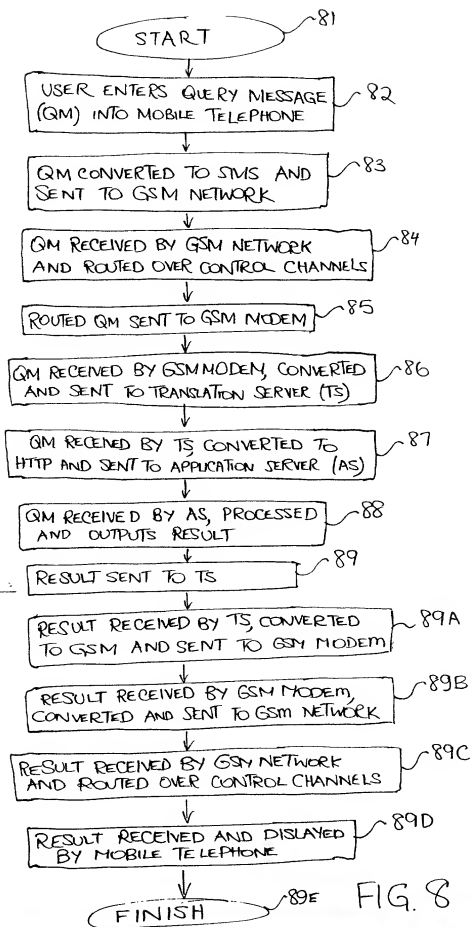 81
START
USER ENTERS QUERY MESSAGE
(QM) INTO MOBILE TELEPHONE
82
QM CONVERTED TO SMS AND
SENT TO GSM NETWORK
83
QM RECEIVED BY GSM NETWORK
AND ROUTED OVER CONTROL CHANNELS
84
ROUTED QM SENT TO GSM MODEM
85
QM RECEIVED BY GSM MODEM, CONVERTED
AND SENT TO TRANSLATION SERVER (TS)
86
QM RECEIVED BY TS, CONVERTED TO
HTTP AND SENT TO APPLICATION SERVER (AS)
87
QM RECEIVED BY AS, PROCESSED
AND OUTPUTS RESULT
88
RESULT SENT TO TS
89
RESULT RECEIVED BY TS, CONVERTED
TO GSM AND SENT TO GSM MODEM
89A
RESULT RECEIVED BY GSM MODEM,
CONVERTED AND SENT TO GSM NETWORK
89B
RESULT RECEIVED BY GSM NETWORK
AND ROUTED OVER CONTROL CHANNELS
89C
RESULT RECEIVED AND DISLAYED
BY MOBILE TELEPHONE
89D
FINISH
89E
FIG. 8